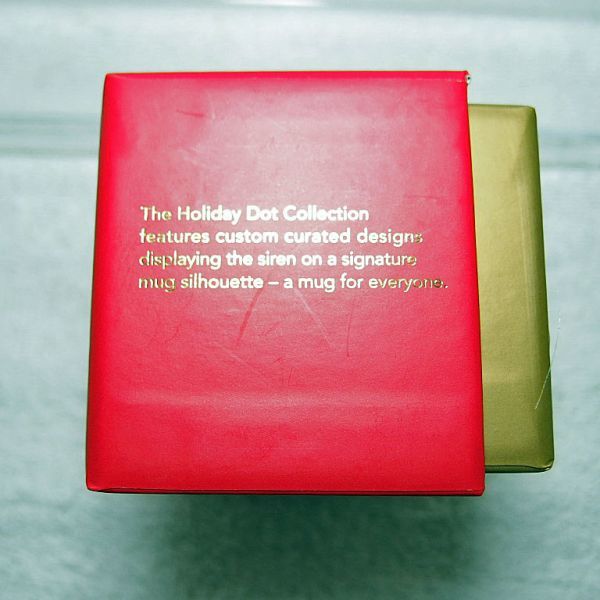 The Holiday Dot Collection
features custom curated designs
displaying the siren on a signature
mug silhouette – a mug for everyone.